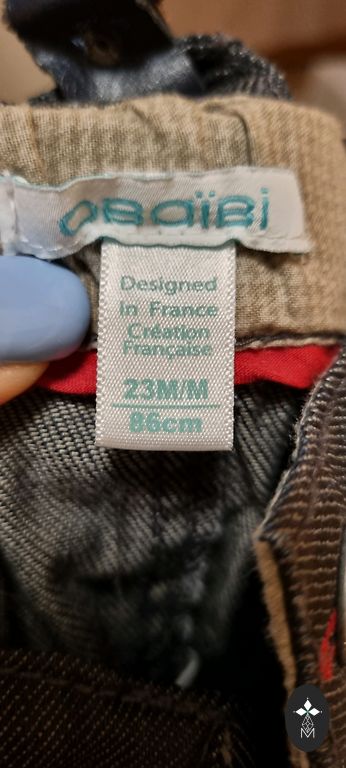 OBAÏBI
Designed
In France
Création
Française
23M/M
86cm